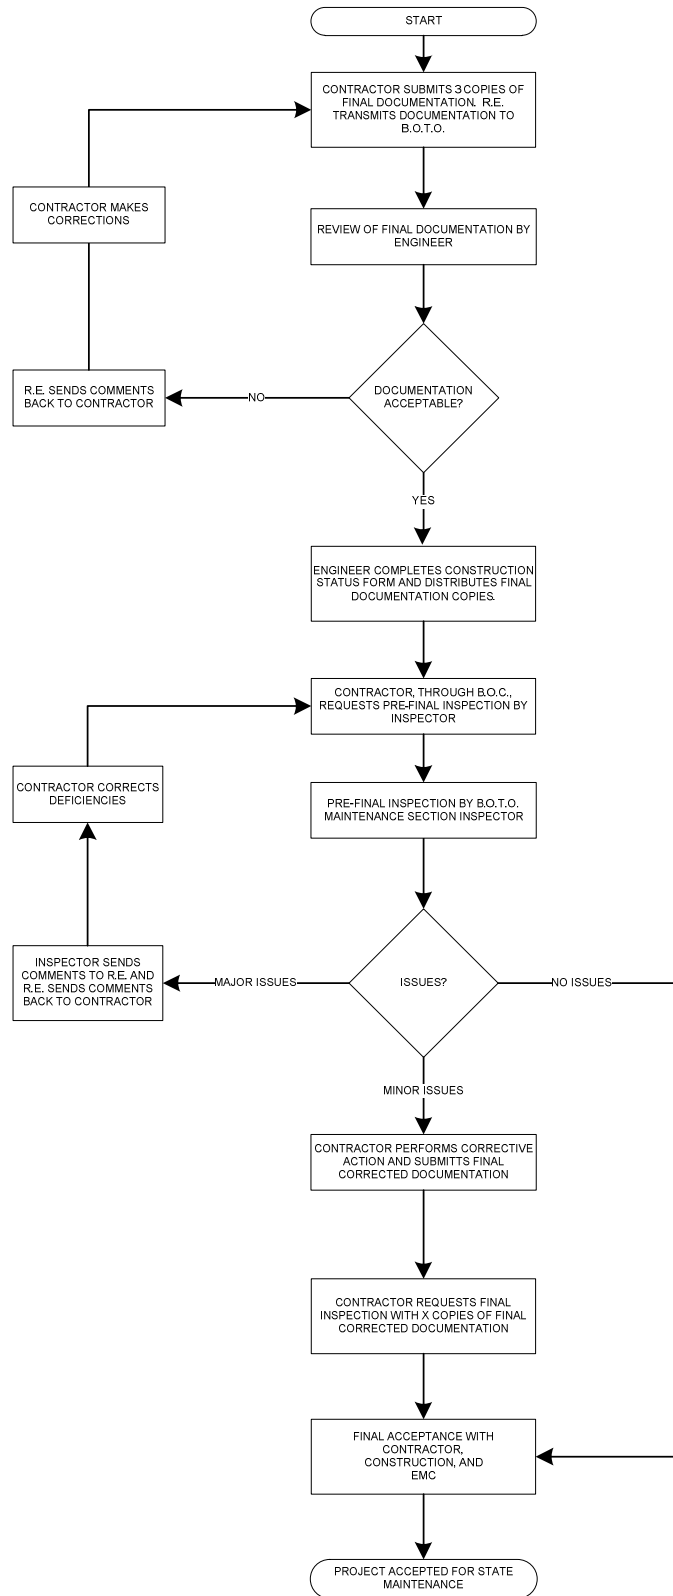 START
CONTRACTOR SUBMITS 3 COPIES OF
FINAL DOCUMENTATION. R.E.
TRANSMITS DOCUMENTATION TO
B.O.T.O.
CONTRACTOR MAKES
CORRECTIONS
REVIEW OF FINAL DOCUMENTATION BY
ENGINEER
R.E. SENDS COMMENTS
BACK TO CONTRACTOR
NO
DOCUMENTATION
ACCEPTABLE?
YES
ENGINEER COMPLETES CONSTRUCTION
STATUS FORM AND DISTRIBUTES FINAL
DOCUMENTATION COPIES.
CONTRACTOR, THROUGH B.O.C.,
REQUESTS PRE-FINAL INSPECTION BY
INSPECTOR
CONTRACTOR CORRECTS
DEFICIENCIES
PRE-FINAL INSPECTION BY B.O.T.O.
MAINTENANCE SECTION INSPECTOR
INSPECTOR SENDS
COMMENTS TO R.E. AND
R.E. SENDS COMMENTS
BACK TO CONTRACTOR
MAJOR ISSUES
ISSUES?
NO ISSUES
MINOR ISSUES
CONTRACTOR PERFORMS CORRECTIVE
ACTION AND SUBMITTS FINAL
CORRECTED DOCUMENTATION
CONTRACTOR REQUESTS FINAL
INSPECTION WITH X COPIES OF FINAL
CORRECTED DOCUMENTATION
FINAL ACCEPTANCE WITH
CONTRACTOR,
CONSTRUCTION, AND
EMC
PROJECT ACCEPTED FOR STATE
MAINTENANCE